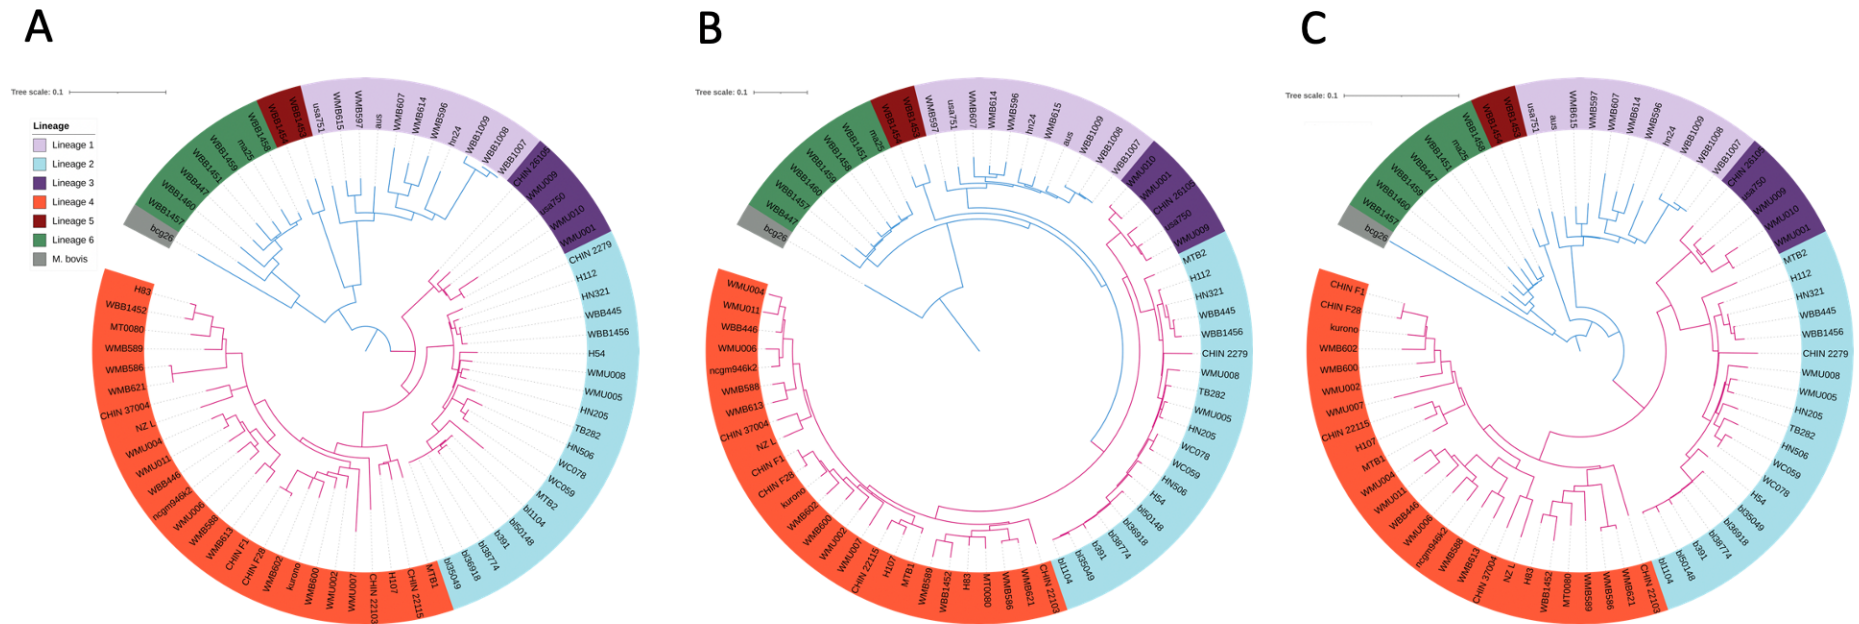 A
B
C
Tree scale: 0.1
Tree scale: 0.1
Tree scale: 0.1
Lineage
Lineage 1
Lineage 2
Lineage 3
Lineage 4
Lineage 5
Lineage 6
M. bovis
bcg26
WBB1457
WBB1460
WBB447
WBB1451
WBB1459
ma25
WBB1458
WBB1454
WBB1453
usa751
WMB615
WMB597
aus
WMB607
WMB614
WMB596
hn24
WBB1009
WBB1008
WBB1007
CHIN 26105
WMU009
usa750
WMU010
WMU001
CHIN 2279
H112
HN321
WBB445
WBB1456
H54
WMU008
WMU005
HN205
TB282
HN506
WC078
WC059
MTB2
bl1104
bl50148
b391
bl38774
bl36918
bl35049
MTB1
CHIN 22115
H107
CHIN 22103
WMU007
WMU002
WMB600
kurono
WMB602
CHIN F28
CHIN F1
WMB613
WMB588
WMU006
ncgm946k2
WBB446
WMU011
WMU004
NZ L
CHIN 37004
WMB621
WMB586
WMB589
MT0080
WBB1452
H83
bcg26
WBB447
WBB1457
WBB1460
WBB1459
WBB1458
WBB1451
ma25
WBB1454
WBB1453
WMB597
usa751
WMB607
WMB614
WMB596
hn24
WMB615
aus
WBB1009
WBB1008
WBB1007
WMU010
WMU001
CHIN 26105
usa750
WMU009
MTB2
H112
HN321
WBB445
WBB1456
CHIN 2279
WMU008
TB282
WMU005
HN205
WC078
WC059
HN506
H54
bl50148
bl36918
bl38774
b391
bl35049
bl1104
CHIN 22103
WMB621
WMB586
MT0080
H83
WBB1452
WMB589
MTB1
H107
CHIN 22115
WMU007
WMU002
WMB600
WMB602
kurono
CHIN F28
CHIN F1
NZ L
CHIN 37004
WMB613
WMB588
ncgm946k2
WMU006
WBB446
WMU011
WMU004
bcg26
WBB1457
WBB1460
WBB1459
WBB447
WBB1451
ma25
WBB1458
WBB1454
WBB1453
usa751
aus
WMB615
WMB597
WMB607
WMB614
WMB596
hn24
WBB1009
WBB1008
WBB1007
CHIN 26105
usa750
WMU009
WMU010
WMU001
MTB2
H112
HN321
WBB445
WBB1456
CHIN 2279
WMU008
WMU005
HN205
TB282
HN506
WC059
WC078
H54
bl35049
bl36918
bl38774
b391
bl50148
bl1104
CHIN 22103
WMB621
WMB586
WMB589
MT0080
WBB1452
H83
NZ L
CHIN 37004
WMB613
WMB588
ncgm946k2
WMU006
WBB446
WMU011
WMU004
MTB1
H107
CHIN 22115
WMU007
WMU002
WMB600
WMB602
kurono
CHIN F28
CHIN F1